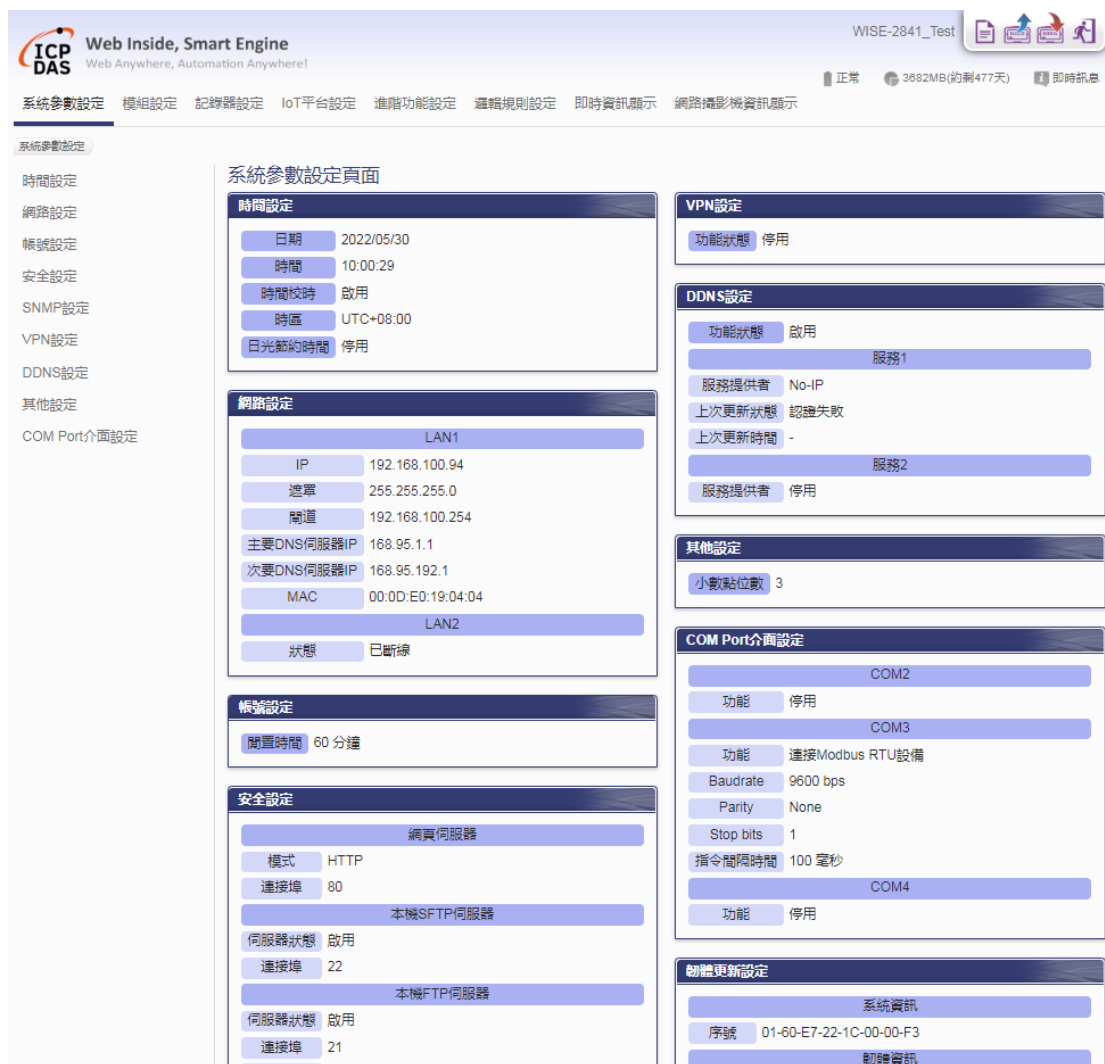 ICP DAS
Web Inside, Smart Engine
Web Anywhere, Automation Anywhere!
WISE-2841_Test
正常 3682MB(約剩477天) 即時訊息
系統參數設定 模組設定 記錄器設定 IoT平台設定 進階功能設定 邏輯規則設定 即時資訊顯示 網路攝影機資訊顯示
系統參數設定
時間設定
網路設定
帳號設定
安全設定
SNMP設定
VPN設定
DDNS設定
其他設定
COM Port介面設定
系統參數設定頁面
時間設定
日期 2022/05/30
時間 10:00:29
時間校時 啟用
時區 UTC+08:00
日光節約時間 停用
網路設定
LAN1
IP 192.168.100.94
遮罩 255.255.255.0
閘道 192.168.100.254
主要DNS伺服器IP 168.95.1.1
次要DNS伺服器IP 168.95.192.1
MAC 00:0D:E0:19:04:04
LAN2
狀態 已斷線
帳號設定
閒置時間 60 分鐘
安全設定
網頁伺服器
模式 HTTP
連接埠 80
本機SFTP伺服器
伺服器狀態 啟用
連接埠 22
本機FTP伺服器
伺服器狀態 啟用
連接埠 21
VPN設定
功能狀態 停用
DDNS設定
功能狀態 啟用
服務1
服務提供者 No-IP
上次更新狀態 認證失敗
上次更新時間 -
服務2
服務提供者 停用
其他設定
小數點位數 3
COM Port介面設定
COM2
功能 停用
COM3
功能 連接Modbus RTU設備
Baudrate 9600 bps
Parity None
Stop bits 1
指令間隔時間 100 毫秒
COM4
功能 停用
韌體更新設定
系統資訊
序號 01-60-E7-22-1C-00-00-F3
韌體資訊